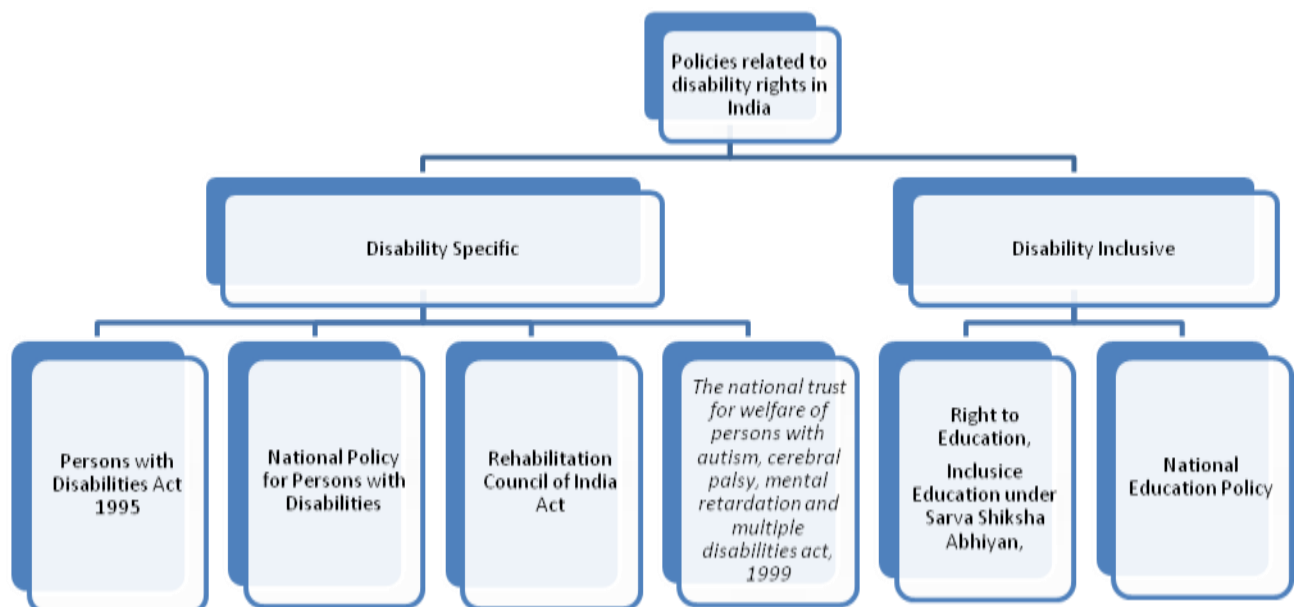 Policies related to
disability rights in
India
Disability Specific
Disability Inclusive
Persons with
Disabilities Act
1995
National Policy
for Persons with
Disabilities
Rehabilitation
Council of India
Act
The national trust
for welfare of
persons with
autism, cerebral
palsy, mental
retardation and
multiple
disabilities act,
1999
Right to
Education,
Inclusice
Education under
Sarva Shiksha
Abhiyan,
National
Education Policy